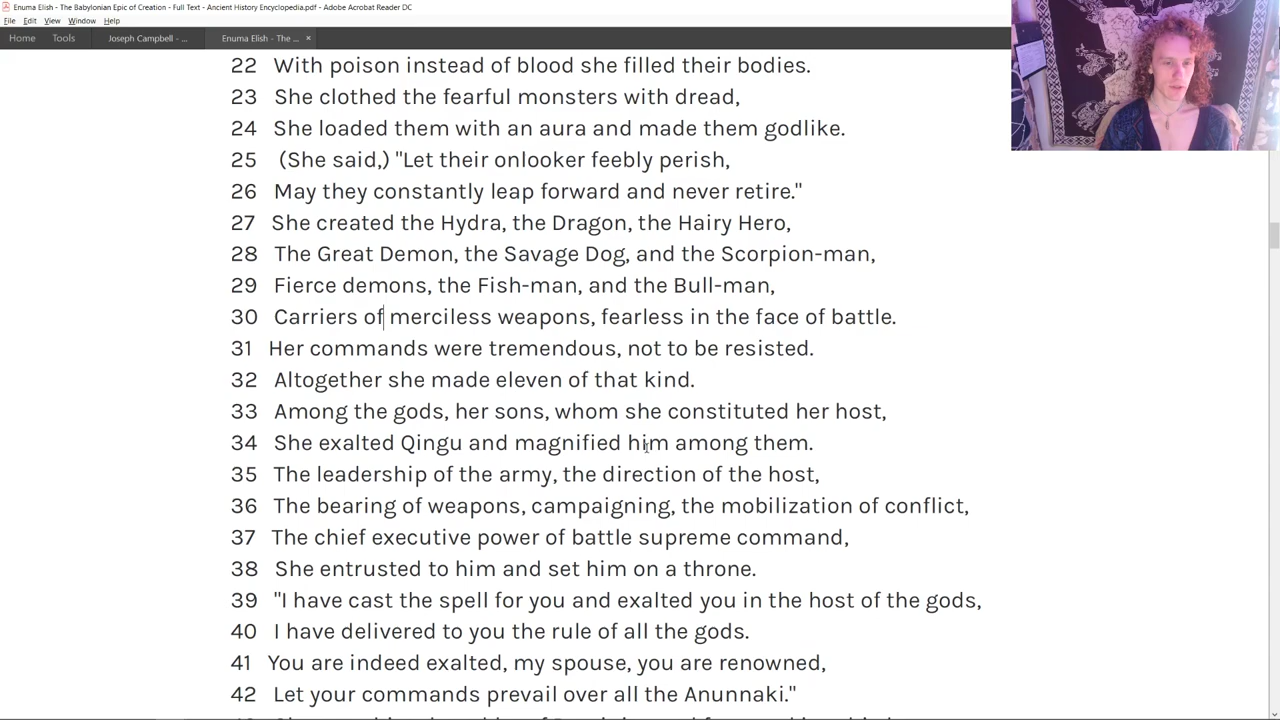 Enuma Elish - The Babylonian Epic of Creation - Full Text - Ancient History Encyclopedia.pdf - Adobe Acrobat Reader DC
File Edit View Window Help
Home Tools Joseph Campbell - ... Enuma Elish - The ... ×
22 With poison instead of blood she filled their bodies.
23 She clothed the fearful monsters with dread,
24 She loaded them with an aura and made them godlike.
25 (She said,) "Let their onlooker feebly perish,
26 May they constantly leap forward and never retire."
27 She created the Hydra, the Dragon, the Hairy Hero,
28 The Great Demon, the Savage Dog, and the Scorpion-man,
29 Fierce demons, the Fish-man, and the Bull-man,
30 Carriers of merciless weapons, fearless in the face of battle.
31 Her commands were tremendous, not to be resisted.
32 Altogether she made eleven of that kind.
33 Among the gods, her sons, whom she constituted her host,
34 She exalted Qingu and magnified him among them.
35 The leadership of the army, the direction of the host,
36 The bearing of weapons, campaigning, the mobilization of conflict,
37 The chief executive power of battle supreme command,
38 She entrusted to him and set him on a throne.
39 "I have cast the spell for you and exalted you in the host of the gods,
40 I have delivered to you the rule of all the gods.
41 You are indeed exalted, my spouse, you are renowned,
42 Let your commands prevail over all the Anunnaki."